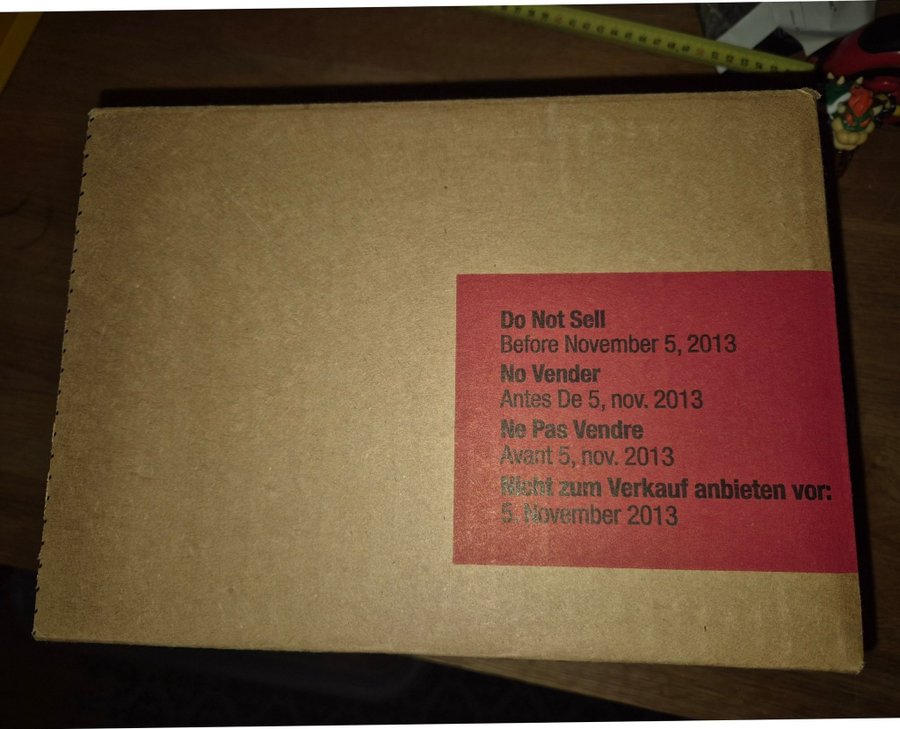 Do Not Sell
Before November 5, 2013
No Vender
Antes De 5, nov. 2013
Ne Pas Vendre
Avant 5, nov. 2013
Nicht zum Verkauf anbieten vor:
5. November 2013